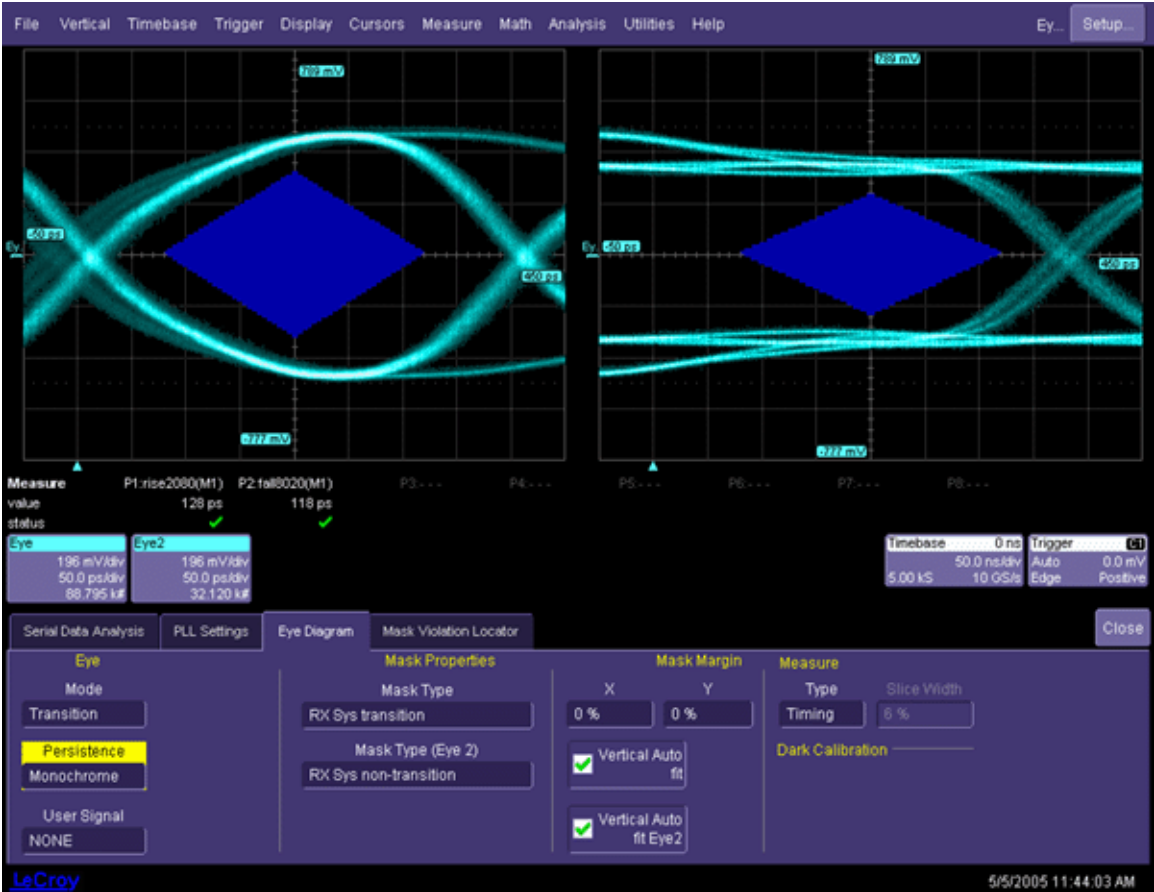 File Vertical Timebase Trigger Display Cursors Measure Math Analysis Utilities Help Ey... Setup...
789 mV 789 mV
-50 ps -50 ps
Ey Ey
460 ps 460 ps
-777 mV -777 mV
Measure P1:rise2080(M1) P2:fall8020(M1) P3:- - - P4:- - - P5:- - - P6:- - - P7:- - - P8:- - -
value 128 ps 118 ps
status
Eye Eye2 Timebase 0 ns Trigger C1
196 mV/div 196 mV/div 50.0 ns/div Auto 0.0 mV
50.0 ps/div 50.0 ps/div 5.00 kS 10 GS/s Edge Positive
88.795 k# 32.120 k#
Serial Data Analysis PLL Settings Eye Diagram Mask Violation Locator Close
Eye Mask Properties Mask Margin Measure
Mode Mask Type X Y Type Slice Width
Transition RX Sys transition 0 % 0 % Timing 6 %
Persistence Mask Type (Eye 2) Vertical Auto fit Dark Calibration
Monochrome RX Sys non-transition
User Signal Vertical Auto fit Eye2
NONE
LeCroy 5/5/2005 11:44:03 AM